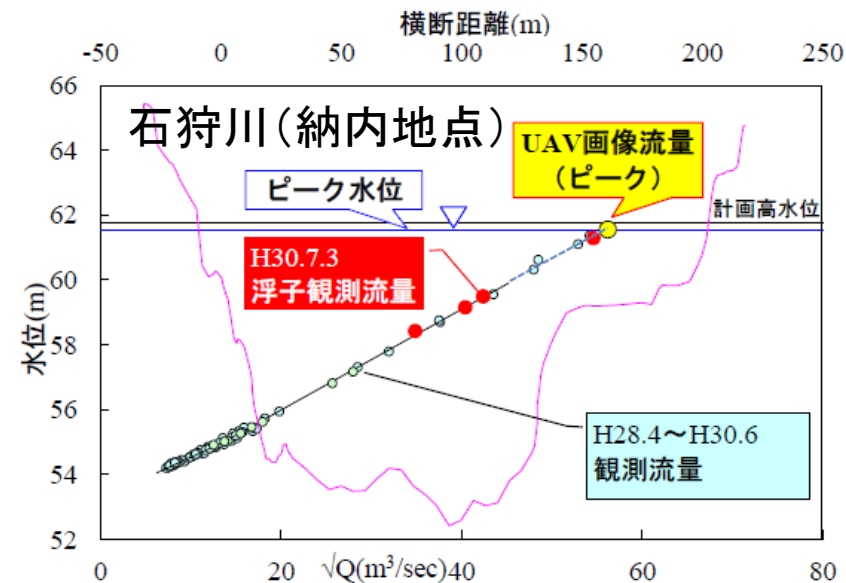 横断距離(m)
-50 0 50 100 150 200 250
66
石狩川（納内地点）
UAV画像流量
（ピーク）
64
ピーク水位
計画高水位
62
H30.7.3
浮子観測流量
60
水位(m)
58
56
H28.4～H30.6
観測流量
54
52
0 20 √Q(m³/sec) 40 60 80